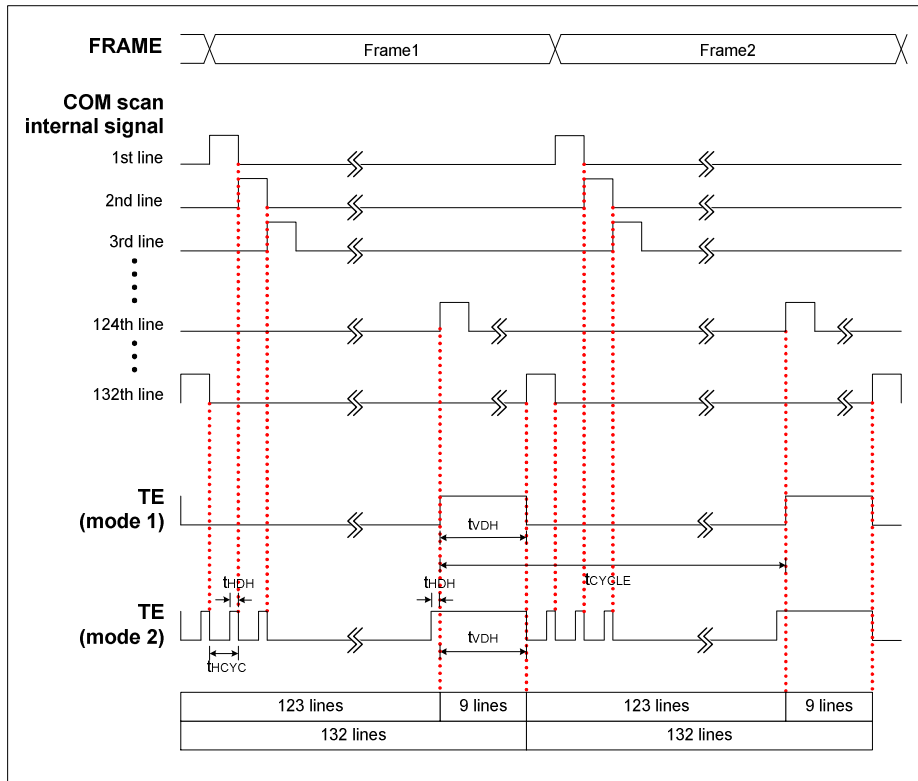 FRAME
Frame1
Frame2
COM scan
internal signal
1st line
2nd line
3rd line
124th line
132th line
TE
(mode 1)
tVDH
tCYCLE
tHDH
tHDH
TE
(mode 2)
tVDH
tHCYC
123 lines
9 lines
123 lines
9 lines
132 lines
132 lines